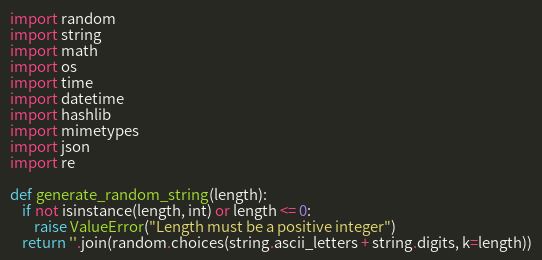 import random
import string
import math
import os
import time
import datetime
import hashlib
import mimetypes
import json
import re

def generate_random_string(length):
    if not isinstance(length, int) or length <= 0:
        raise ValueError("Length must be a positive integer")
    return ''.join(random.choices(string.ascii_letters + string.digits, k=length))